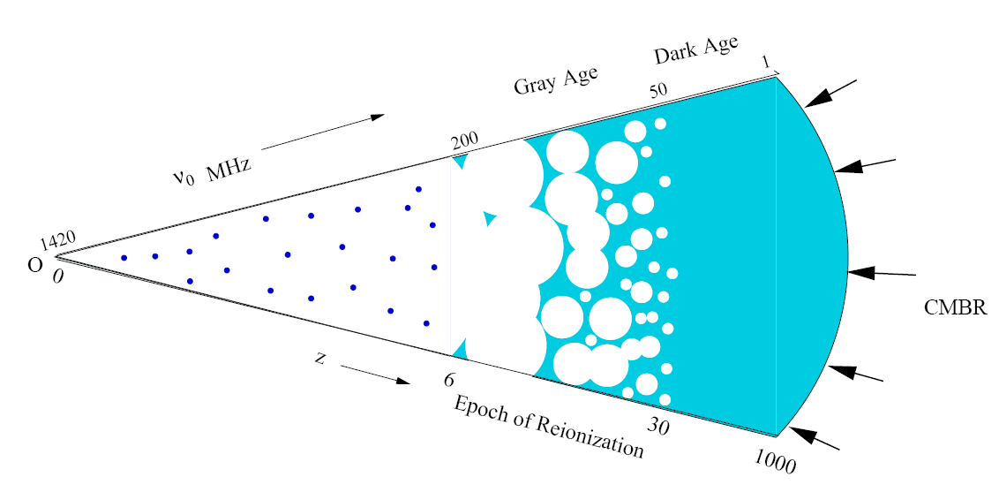 Dark Age
1
Gray Age
50
200
ν0 MHz
1420
O
0
CMBR
z
6
Epoch of Reionization
30
1000